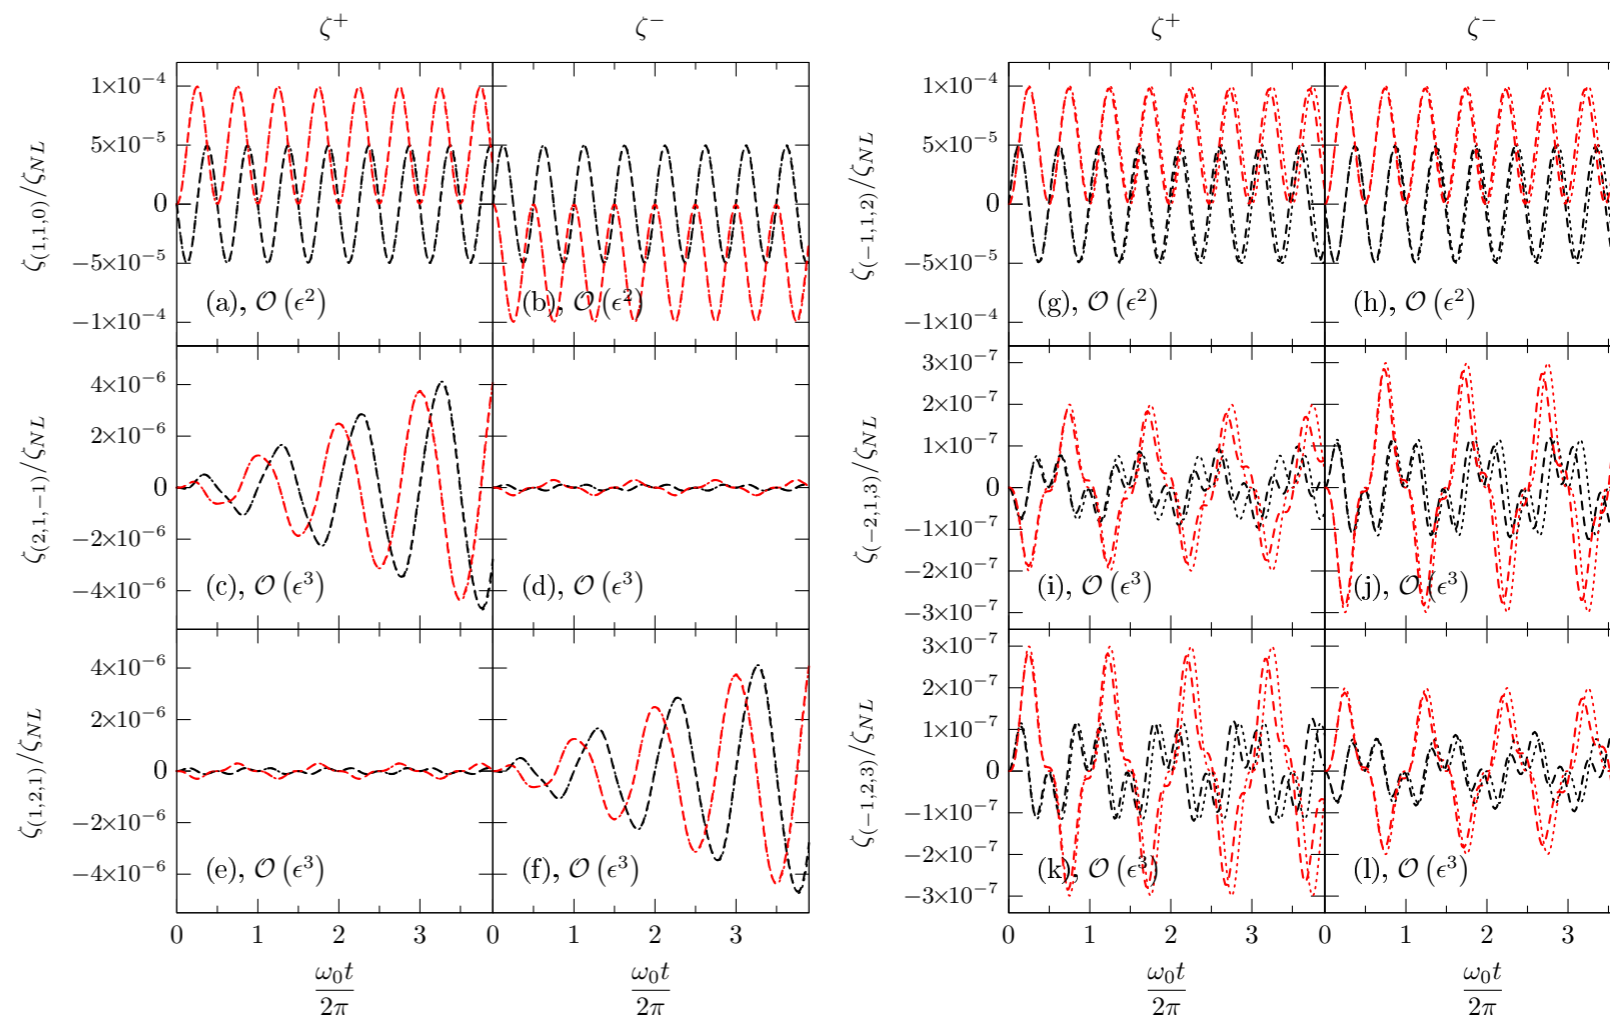 ζ⁺ ζ⁻ ζ⁺ ζ⁻
ζ(1,1,0)/ζNL
1×10⁻⁴
5×10⁻⁵
0
−5×10⁻⁵
−1×10⁻⁴
(a), 𝒪(ϵ²)
(b), 𝒪(ϵ²)
ζ(2,1,−1)/ζNL
4×10⁻⁶
2×10⁻⁶
0
−2×10⁻⁶
−4×10⁻⁶
(c), 𝒪(ϵ³)
(d), 𝒪(ϵ³)
ζ(1,2,1)/ζNL
4×10⁻⁶
2×10⁻⁶
0
−2×10⁻⁶
−4×10⁻⁶
(e), 𝒪(ϵ³)
(f), 𝒪(ϵ³)
0 1 2 3 0 1 2 3
ω₀t
2π
ω₀t
2π
ζ(−1,1,2)/ζNL
1×10⁻⁴
5×10⁻⁵
0
−5×10⁻⁵
−1×10⁻⁴
(g), 𝒪(ϵ²)
(h), 𝒪(ϵ²)
ζ(−2,1,3)/ζNL
3×10⁻⁷
2×10⁻⁷
1×10⁻⁷
0
−1×10⁻⁷
−2×10⁻⁷
−3×10⁻⁷
(i), 𝒪(ϵ³)
(j), 𝒪(ϵ³)
ζ(−1,2,3)/ζNL
3×10⁻⁷
2×10⁻⁷
1×10⁻⁷
0
−1×10⁻⁷
−2×10⁻⁷
−3×10⁻⁷
(k), 𝒪(ϵ³)
(l), 𝒪(ϵ³)
0 1 2 3 0 1 2 3
ω₀t
2π
ω₀t
2π